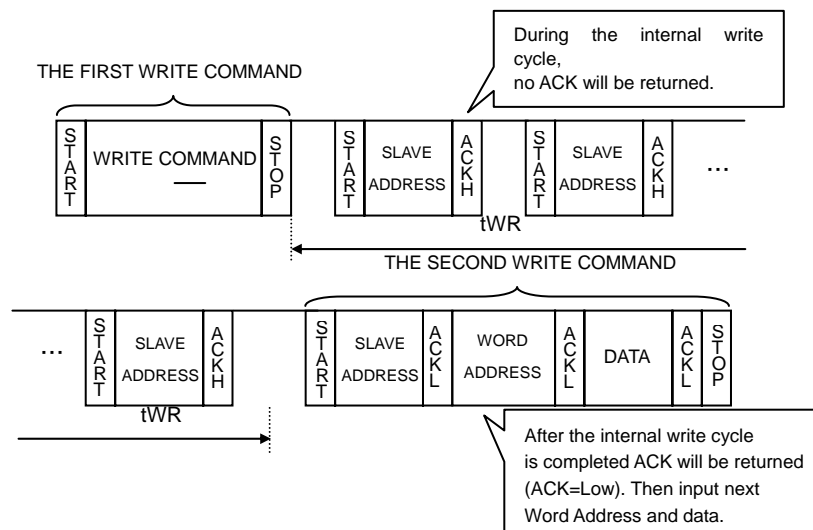 During the internal write
cycle,
no ACK will be returned.
THE FIRST WRITE COMMAND
START
WRITE COMMAND
STOP
START
SLAVE
ADDRESS
ACKH
START
SLAVE
ADDRESS
ACKH
...
tWR
THE SECOND WRITE COMMAND
...
START
SLAVE
ADDRESS
ACKH
START
SLAVE
ADDRESS
ACKL
WORD
ADDRESS
ACKL
DATA
ACKL
STOP
tWR
After the internal write cycle
is completed ACK will be returned
(ACK=Low). Then input next
Word Address and data.